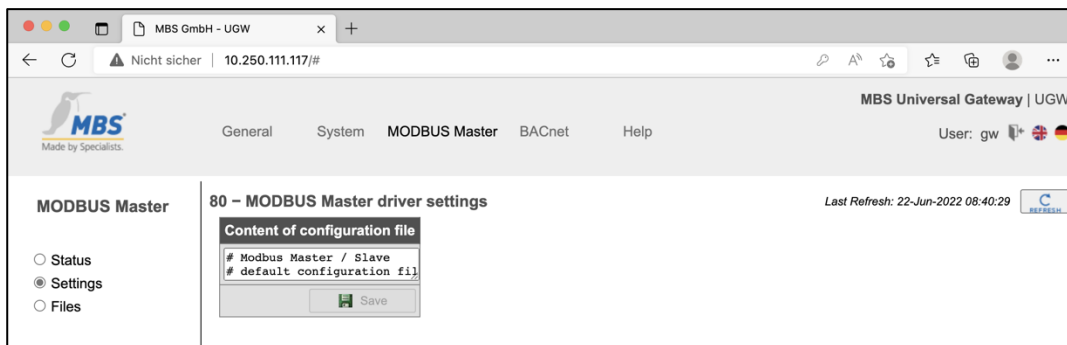 MBS GmbH - UGW
Nicht sicher | 10.250.111.117/#
MBS Universal Gateway | UGW
MBS
Made by Specialists.
General System MODBUS Master BACnet Help
User: gw
MODBUS Master
80 – MODBUS Master driver settings
Last Refresh: 22-Jun-2022 08:40:29
REFRESH
Content of configuration file
# Modbus Master / Slave
# default configuration fil
Status
Settings
Files
Save